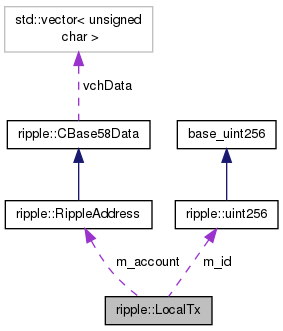 std::vector< unsigned
char >
vchData
ripple::CBase58Data
base_uint256
ripple::RippleAddress
ripple::uint256
m_account
m_id
ripple::LocalTx